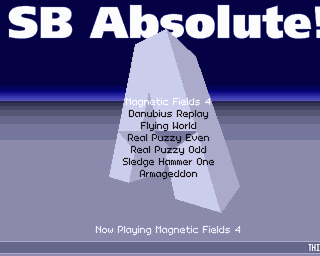 SB Absolute!
Magnetic Fields 4
Danubius Replay
Flying World
Real Puzzy Even
Real Puzzy Odd
Sledge Hammer One
Armageddon
Now Playing Magnetic Fields 4